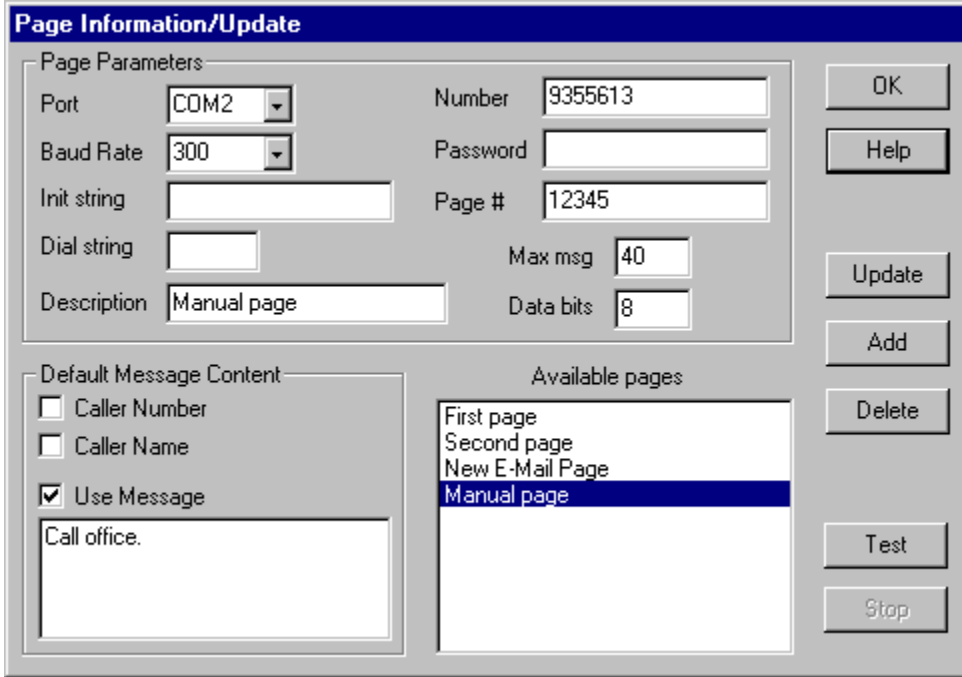 Page Information/Update
Page Parameters
Port COM2
Number 9355613
Baud Rate 300
Password
Init string
Page # 12345
Dial string
Max msg 40
Description Manual page
Data bits 8
OK
Help
Update
Add
Delete
Default Message Content
Caller Number
Caller Name
Use Message
Call office.
Available pages
First page
Second page
New E-Mail Page
Manual page
Test
Stop